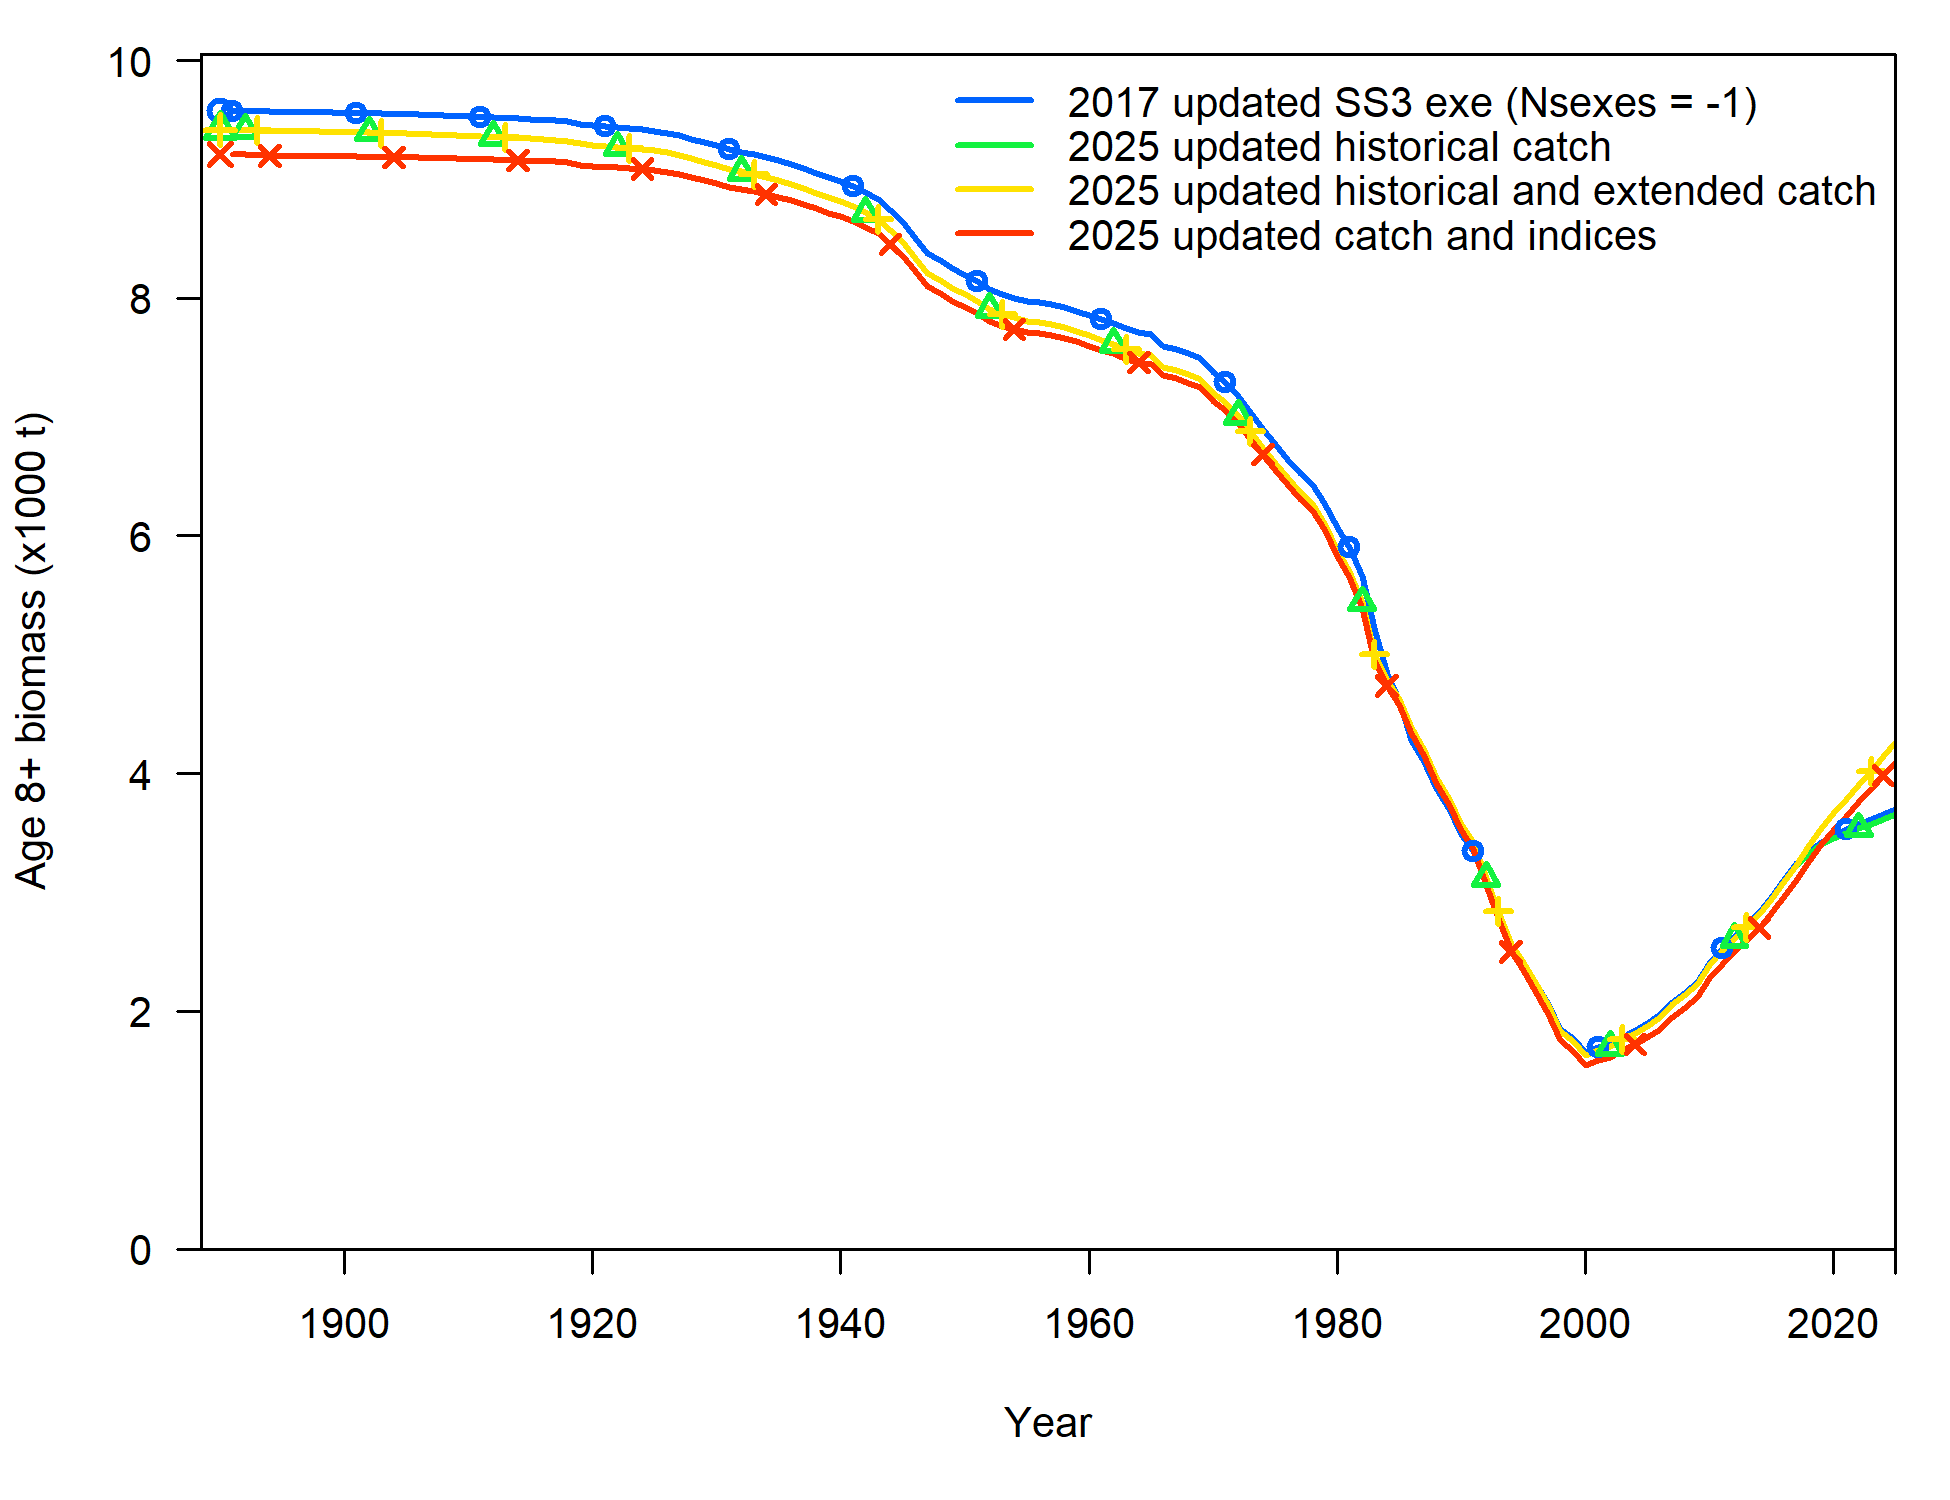 10
8
6
4
2
0
Age 8+ biomass (x1000 t)
2017 updated SS3 exe (Nsexes = -1)
2025 updated historical catch
2025 updated historical and extended catch
2025 updated catch and indices
1900 1920 1940 1960 1980 2000 2020
Year